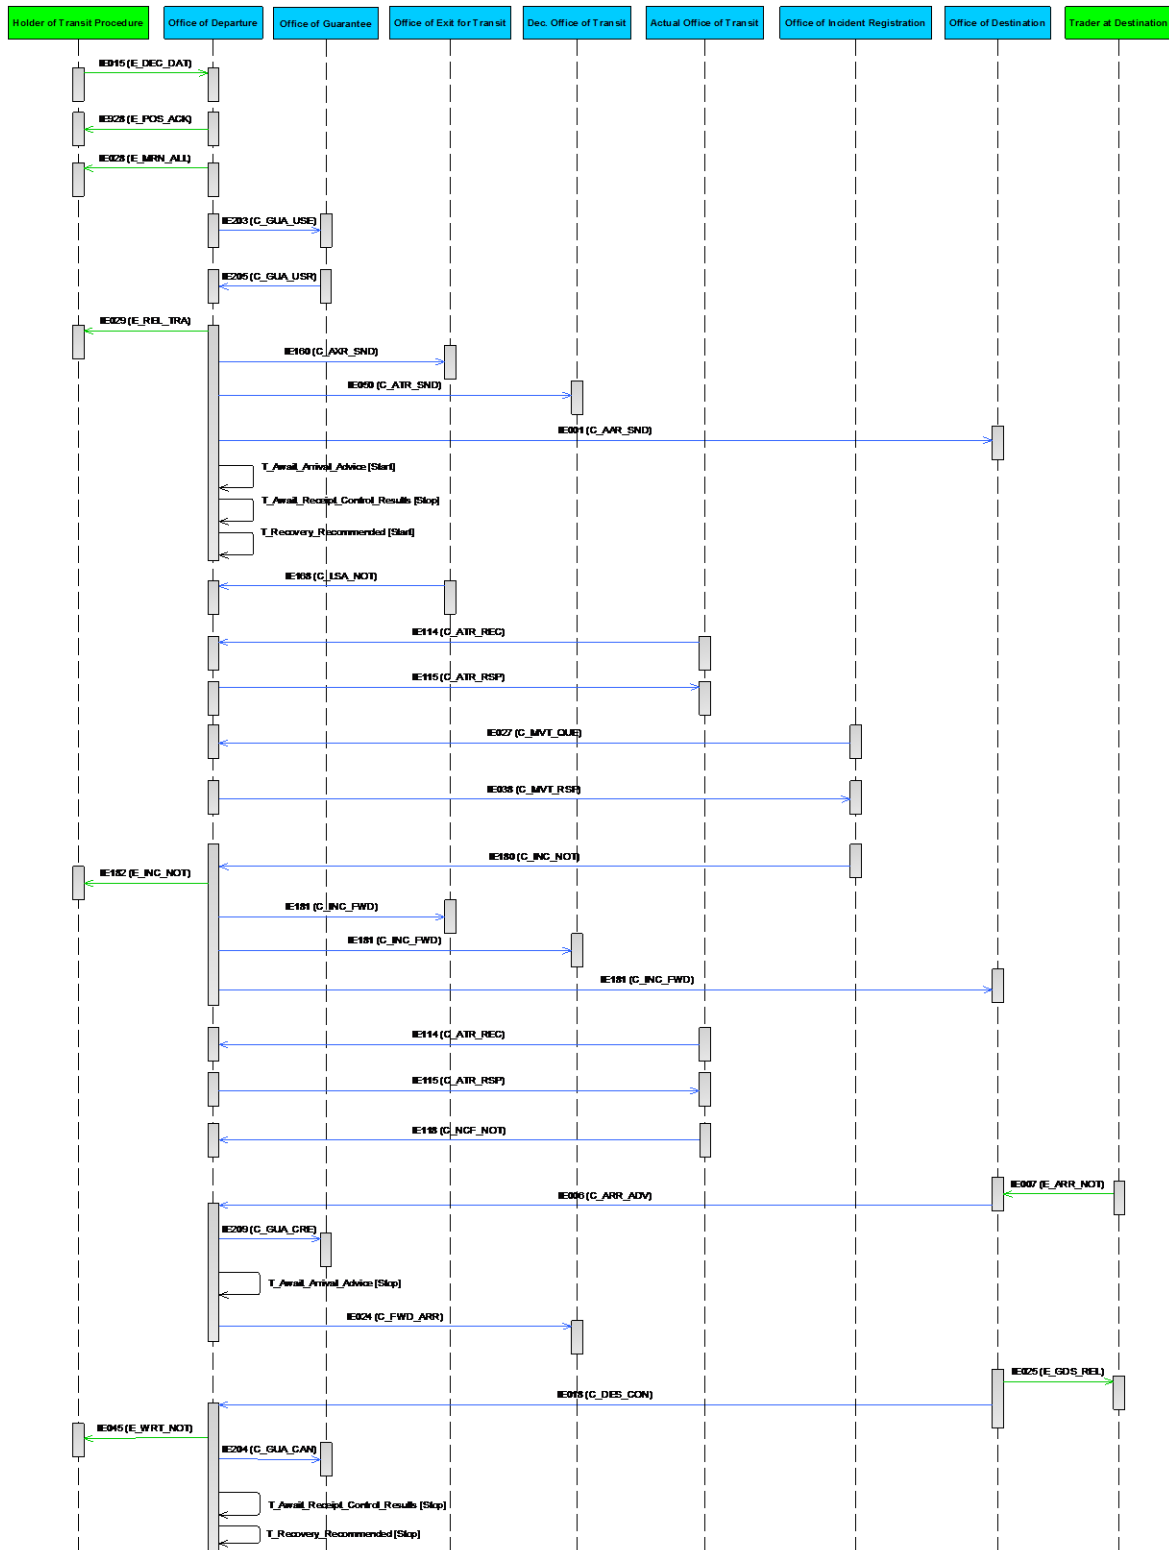 Holder of Transit Procedure
Office of Departure
Office of Guarantee
Office of Exit for Transit
Dec. Office of Transit
Actual Office of Transit
Office of Incident Registration
Office of Destination
Trader at Destination
IE015 (E_DEC_DAT)
IE928 (E_POS_ACK)
IE028 (E_MRN_ALL)
IE203 (C_GUA_USE)
IE205 (C_GUA_USR)
IE029 (E_REL_TRA)
IE160 (C_AXR_SND)
IE050 (C_ATR_SND)
IE001 (C_AAR_SND)
T_Await_Arrival_Advice [Start]
T_Await_Receipt_Control_Results [Stop]
T_Recovery_Recommended [Start]
IE168 (C_LSA_NOT)
IE114 (C_ATR_REC)
IE115 (C_ATR_RSP)
IE027 (C_MVT_QUE)
IE038 (C_MVT_RSP)
IE180 (C_INC_NOT)
IE182 (E_INC_NOT)
IE181 (C_INC_FWD)
IE181 (C_INC_FWD)
IE181 (C_INC_FWD)
IE114 (C_ATR_REC)
IE115 (C_ATR_RSP)
IE118 (C_NCF_NOT)
IE007 (E_ARR_NOT)
IE006 (C_ARR_ADV)
IE209 (C_GUA_CRE)
T_Await_Arrival_Advice [Stop]
IE024 (C_FWD_ARR)
IE025 (E_GDS_REL)
IE018 (C_DES_CON)
IE045 (E_WRT_NOT)
IE204 (C_GUA_CAN)
T_Await_Receipt_Control_Results [Stop]
T_Recovery_Recommended [Stop]